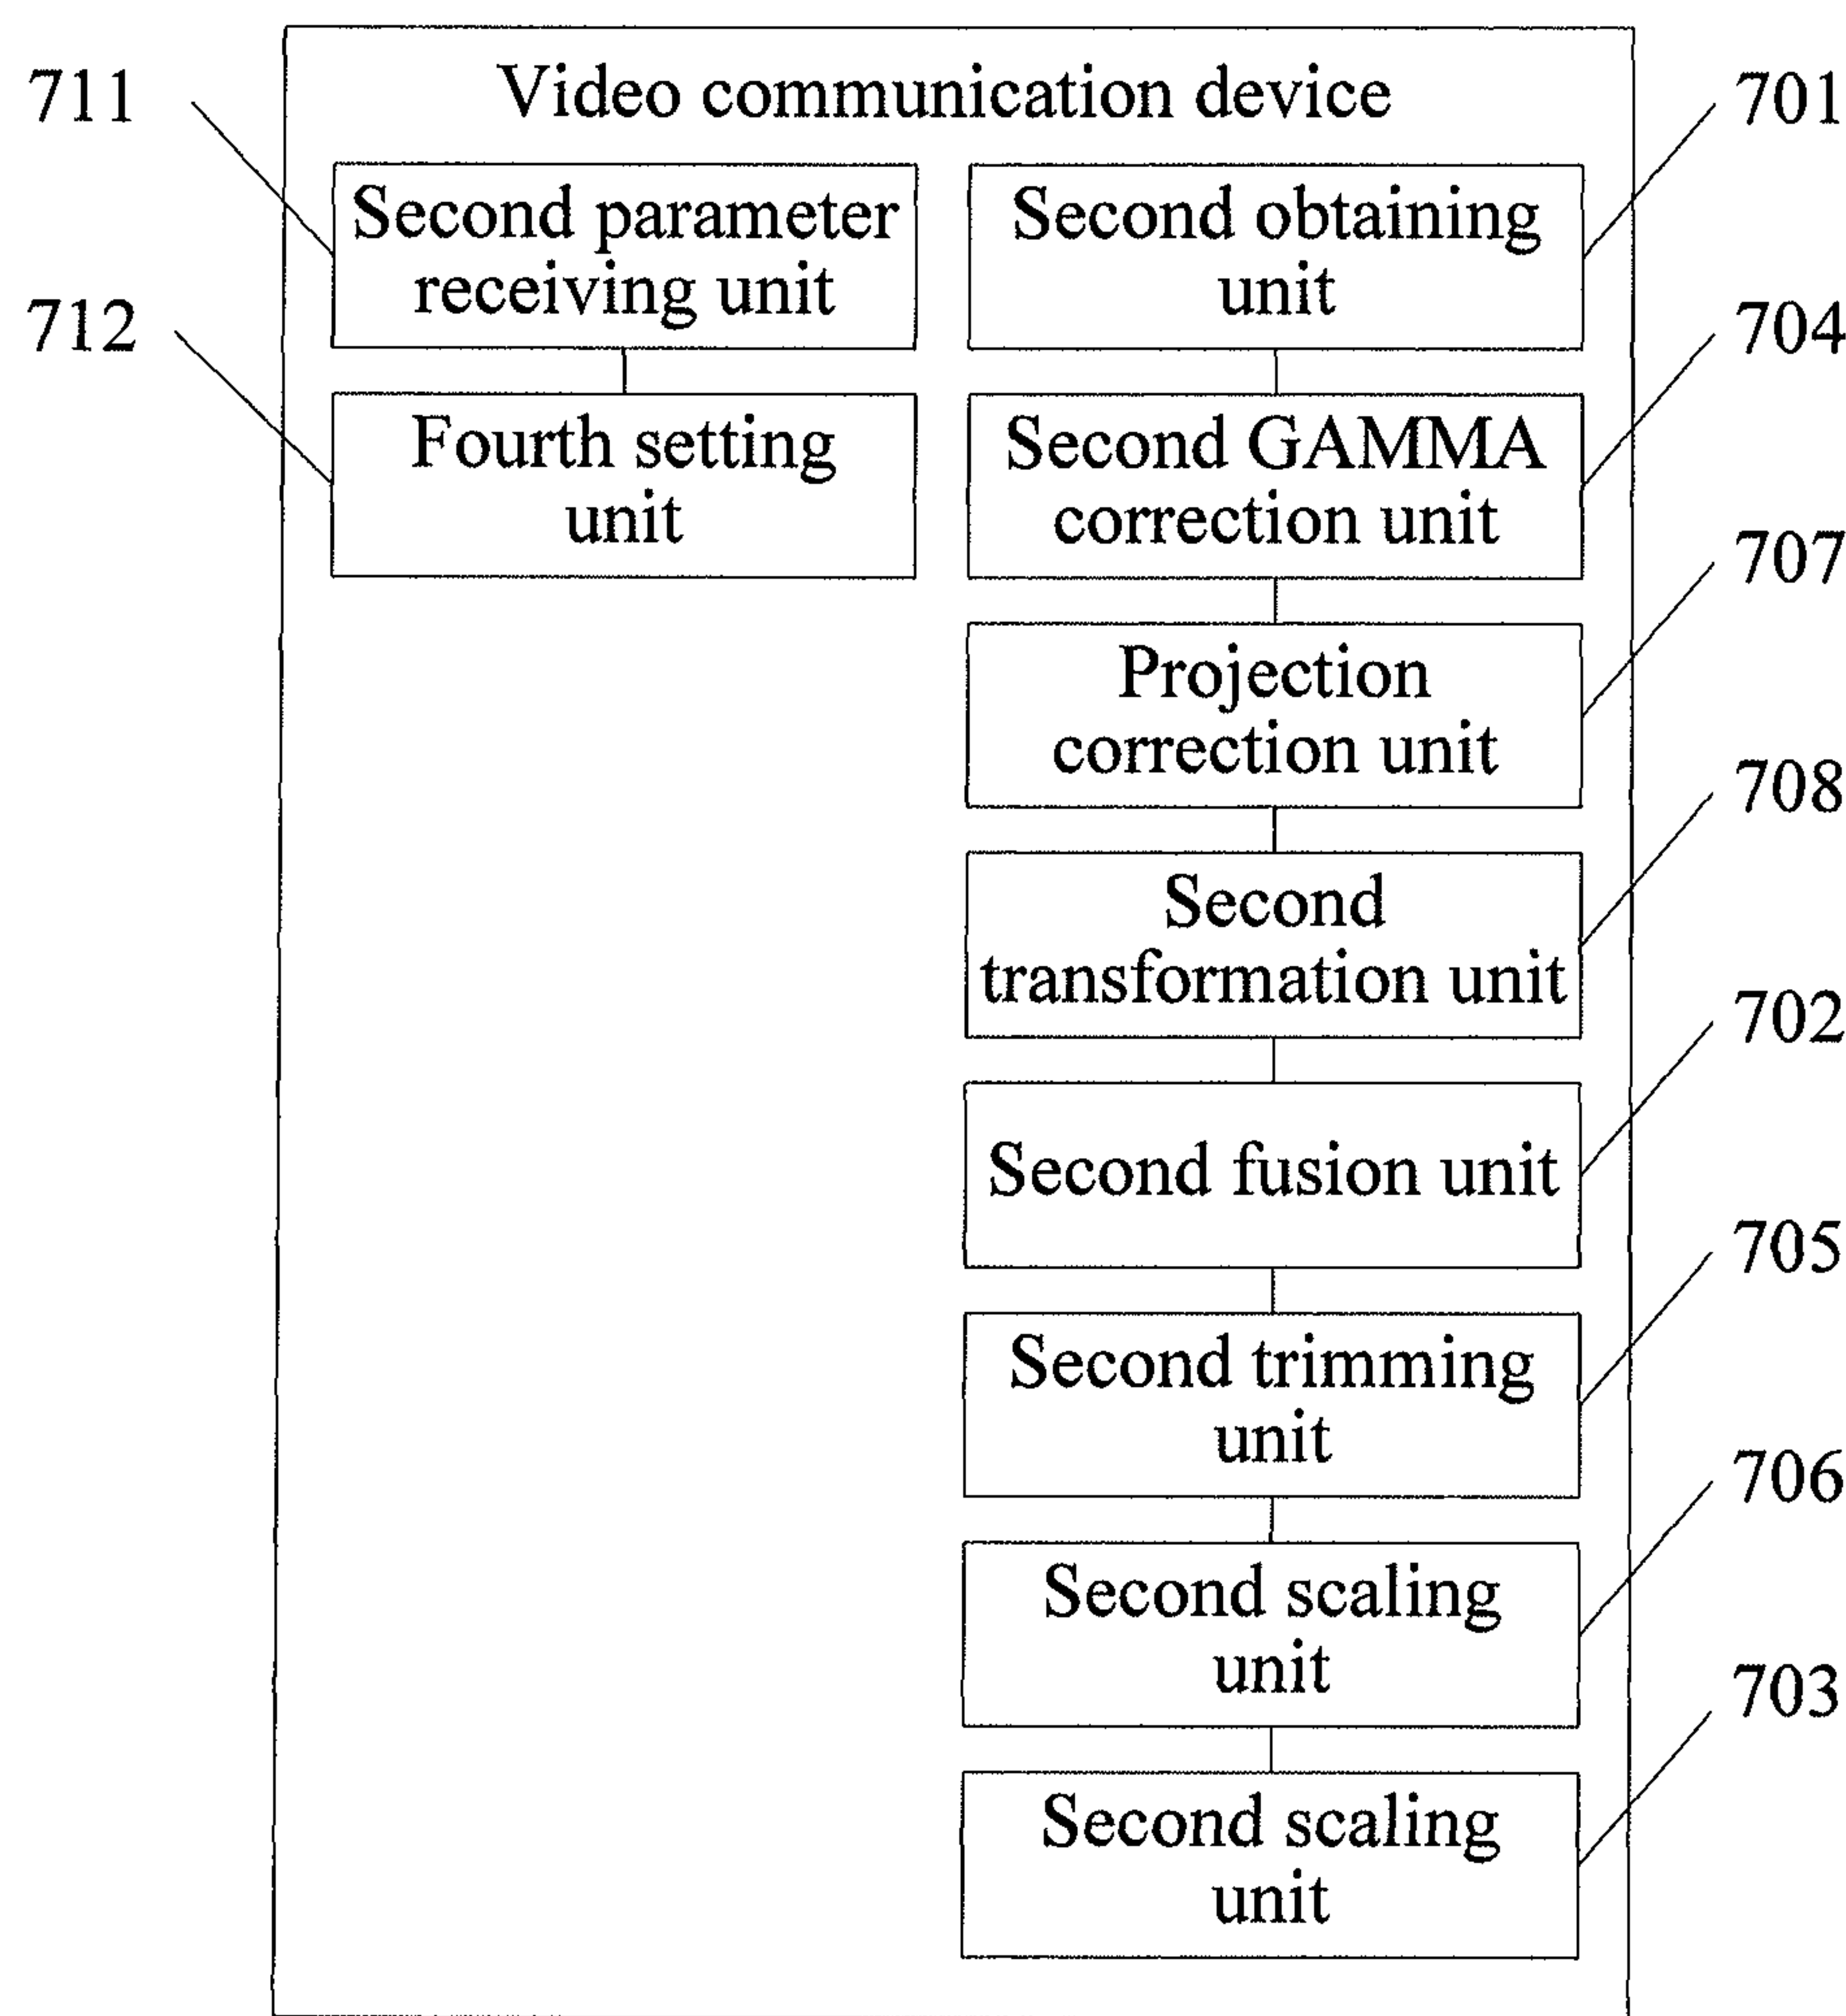 Video communication device
711
Second parameter
receiving unit
712
Fourth setting
unit
701
Second obtaining
unit
704
Second GAMMA
correction unit
707
Projection
correction unit
708
Second
transformation unit
702
Second fusion unit
705
Second trimming
unit
706
Second scaling
unit
703
Second scaling
unit